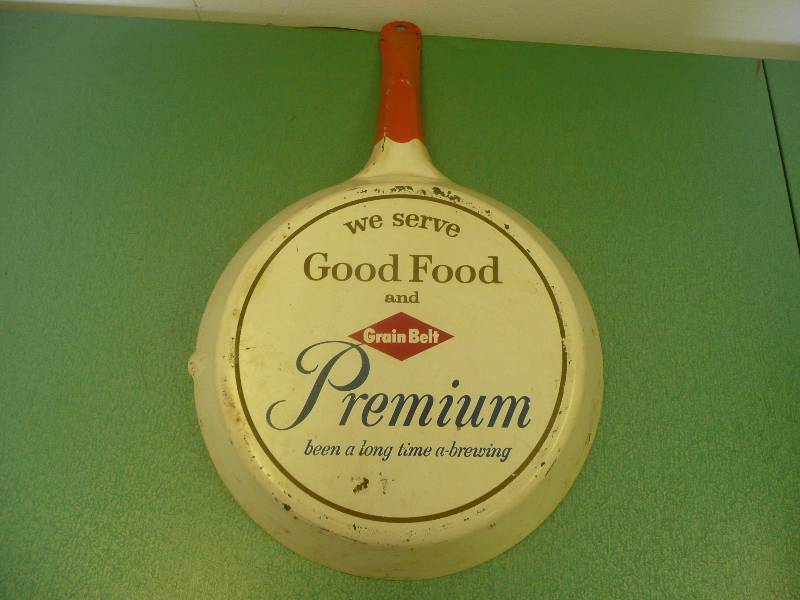 we serve
Good Food
and
Grain Belt
Premium
been a long time a-brewing